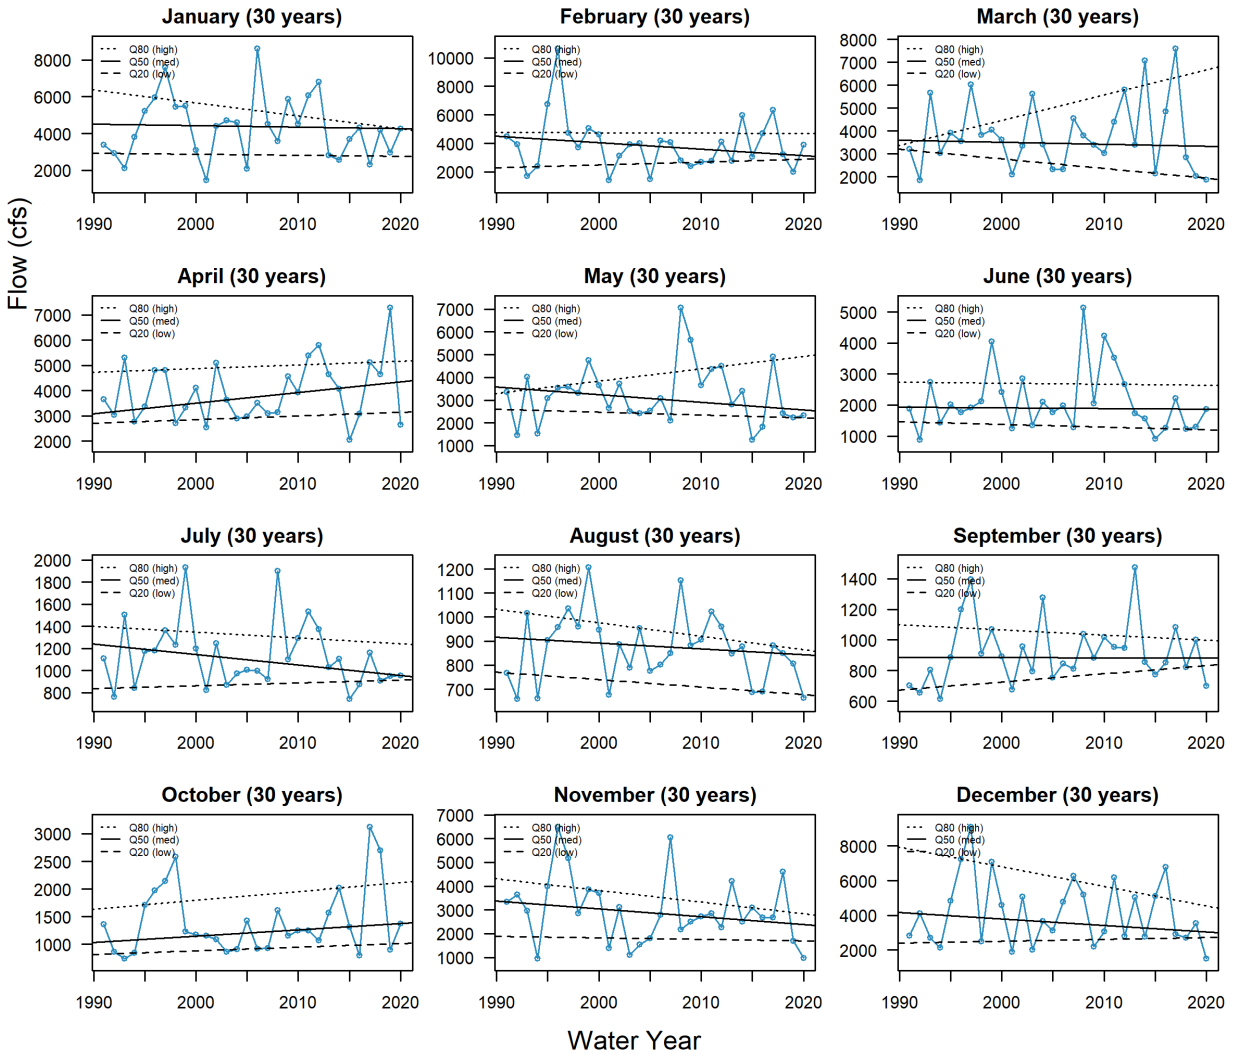 January (30 years)
February (30 years)
March (30 years)
Q80 (high)
Q50 (med)
Q20 (low)
8000
6000
4000
2000
1990
2000
2010
2020
Q80 (high)
Q50 (med)
Q20 (low)
10000
8000
6000
4000
2000
1990
2000
2010
2020
Q80 (high)
Q50 (med)
Q20 (low)
8000
7000
6000
5000
4000
3000
2000
1990
2000
2010
2020
Flow (cfs)
April (30 years)
May (30 years)
June (30 years)
Q80 (high)
Q50 (med)
Q20 (low)
7000
6000
5000
4000
3000
2000
1990
2000
2010
2020
Q80 (high)
Q50 (med)
Q20 (low)
7000
6000
5000
4000
3000
2000
1000
1990
2000
2010
2020
Q80 (high)
Q50 (med)
Q20 (low)
5000
4000
3000
2000
1000
1990
2000
2010
2020
July (30 years)
August (30 years)
September (30 years)
Q80 (high)
Q50 (med)
Q20 (low)
2000
1800
1600
1400
1200
1000
800
1990
2000
2010
2020
Q80 (high)
Q50 (med)
Q20 (low)
1200
1100
1000
900
800
700
1990
2000
2010
2020
Q80 (high)
Q50 (med)
Q20 (low)
1400
1200
1000
800
600
1990
2000
2010
2020
October (30 years)
November (30 years)
December (30 years)
Q80 (high)
Q50 (med)
Q20 (low)
3000
2500
2000
1500
1000
1990
2000
2010
2020
Q80 (high)
Q50 (med)
Q20 (low)
7000
6000
5000
4000
3000
2000
1000
1990
2000
2010
2020
Q80 (high)
Q50 (med)
Q20 (low)
8000
6000
4000
2000
1990
2000
2010
2020
Water Year